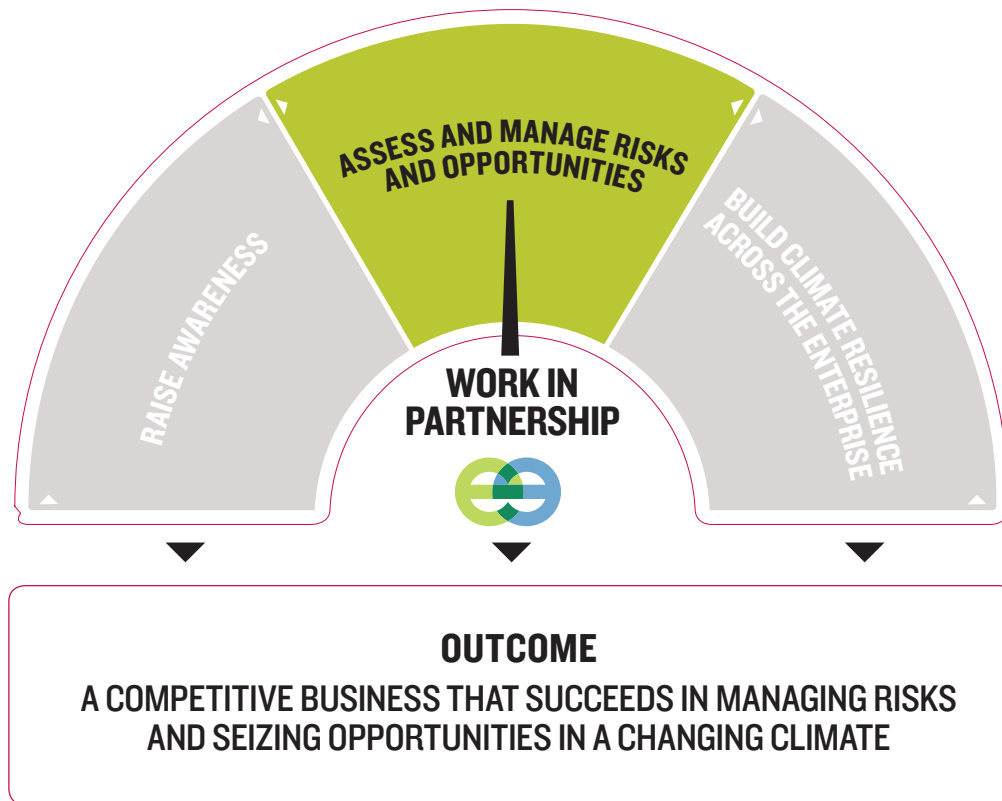 ASSESS AND MANAGE RISKS
AND OPPORTUNITIES
RAISE AWARENESS
BUILD CLIMATE RESILIENCE
ACROSS THE ENTERPRISE
WORK IN
PARTNERSHIP
OUTCOME
A COMPETITIVE BUSINESS THAT SUCCEEDS IN MANAGING RISKS
AND SEIZING OPPORTUNITIES IN A CHANGING CLIMATE